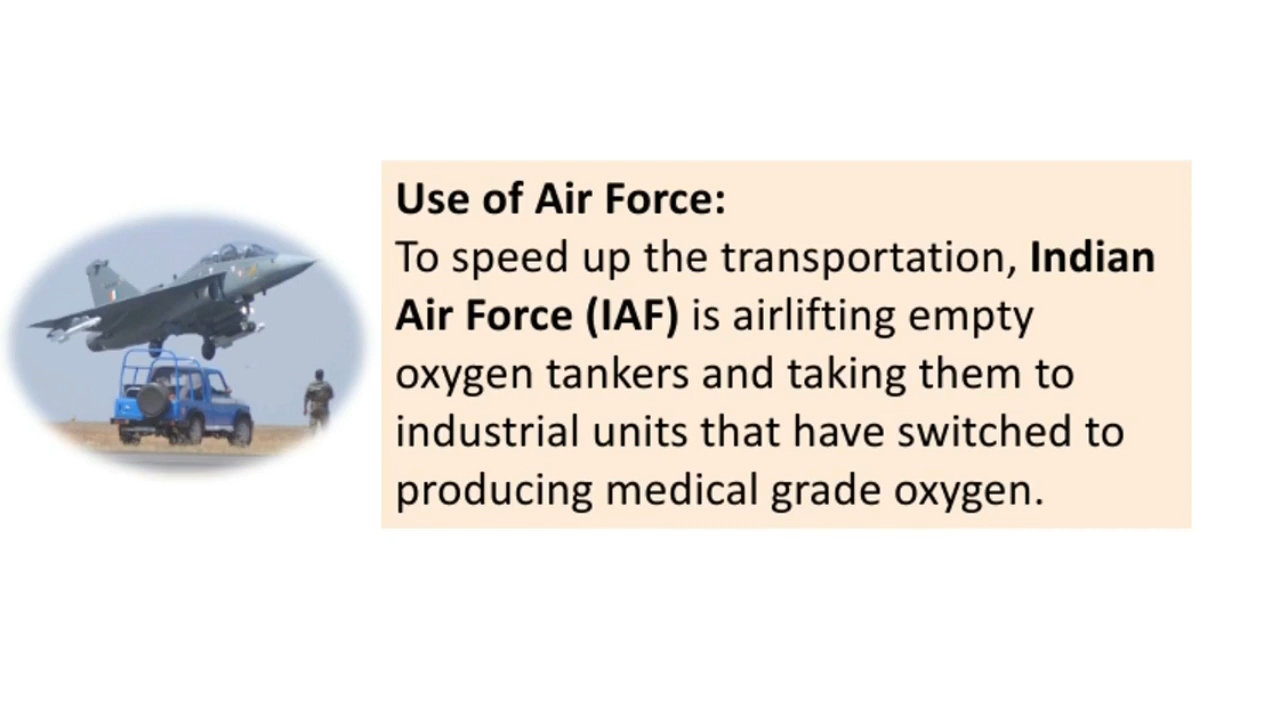 Use of Air Force:
To speed up the transportation, Indian
Air Force (IAF) is airlifting empty
oxygen tankers and taking them to
industrial units that have switched to
producing medical grade oxygen.